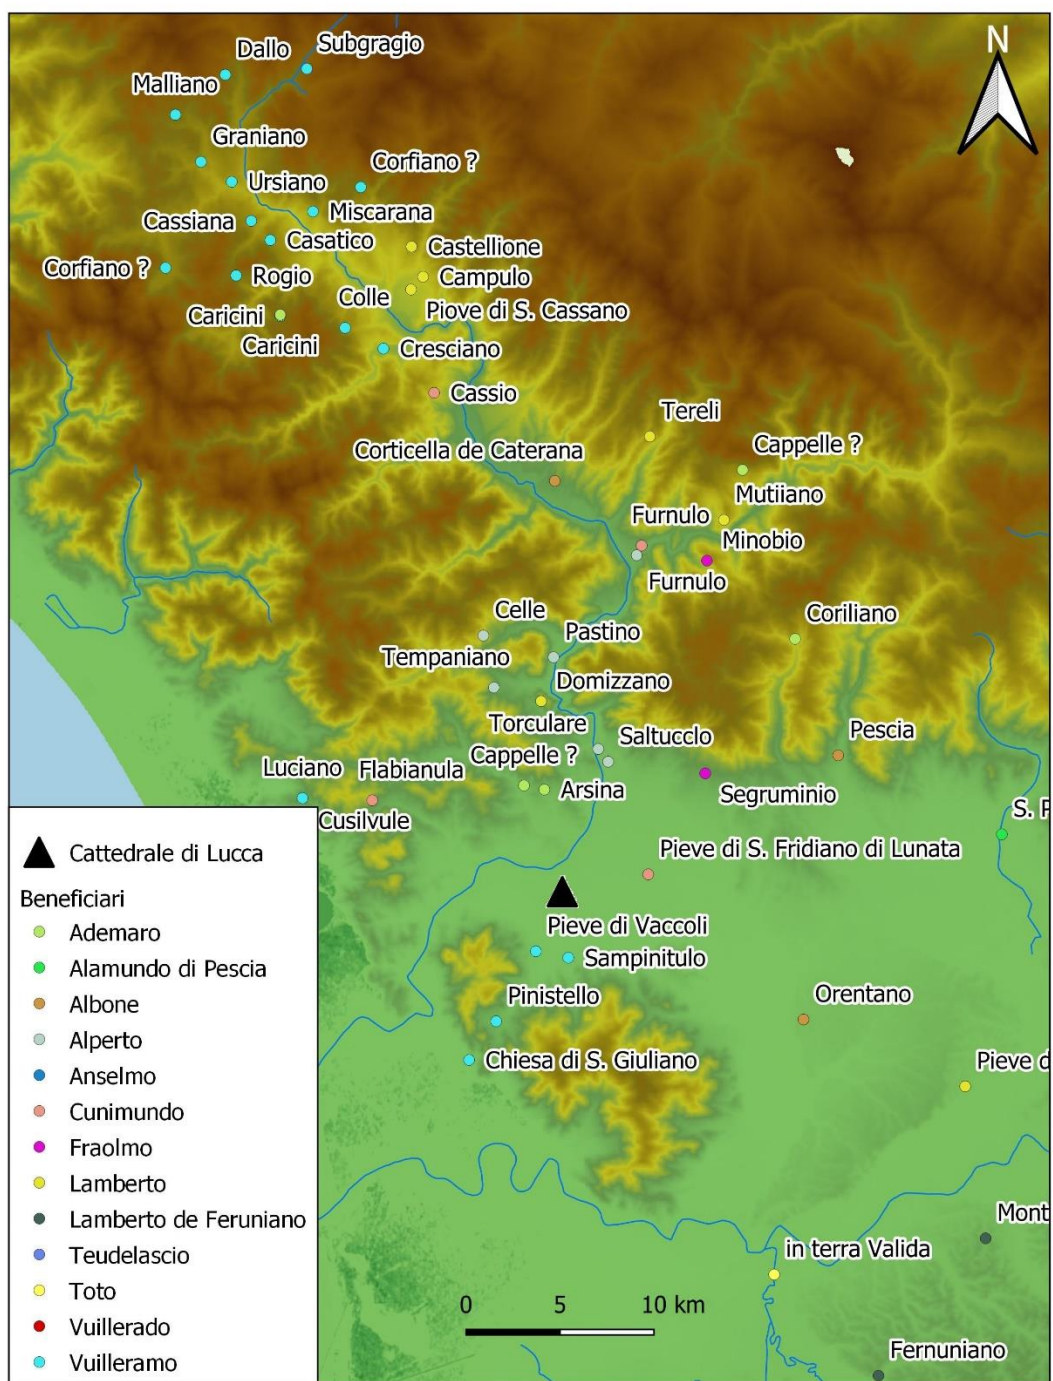 Dallo
Subgragio
N
Malliano
Graniano
Corfiano ?
Ursiano
Miscarana
Cassiana
Casatico
Castellione
Corfiano ?
Rogio
Campulo
Colle
Piove di S. Cassano
Caricini
Caricini
Cresciano
Cassio
Tereli
Corticella de Caterana
Cappelle ?
Mutiiano
Furnulo
Minobio
Furnulo
Celle
Pastino
Coriliano
Tempaniano
Domizzano
Torculare
Saltucclo
Pescia
Cappelle ?
Luciano
Flabianula
Arsina
Segruminio
Cusilvule
S. P
Pieve di S. Fridiano di Lunata
Pieve di Vaccoli
Sampinitulo
Pinistello
Orentano
Chiesa di S. Giuliano
Pieve d
Mont
in terra Valida
Fernuniano
0 5 10 km
Cattedrale di Lucca
Beneficiari
Ademaro
Alamundo di Pescia
Albone
Alperto
Anselmo
Cunimundo
Fraolmo
Lamberto
Lamberto de Feruniano
Teudelascio
Toto
Vuillerado
Vuilleramo